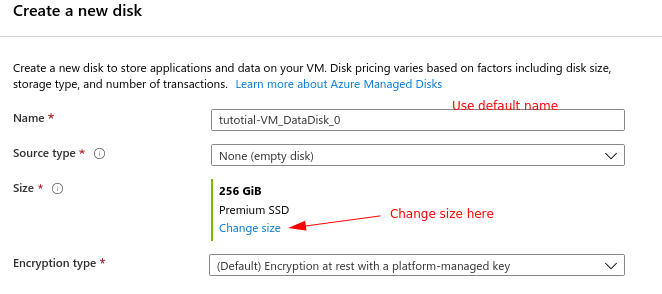 Create a new disk
Create a new disk to store applications and data on your VM. Disk pricing varies based on factors including disk size,
storage type, and number of transactions. Learn more about Azure Managed Disks
Use default name
Name *
tutotial-VM_DataDisk_0
Source type *
None (empty disk)
Size *
256 GiB
Premium SSD
Change size
Change size here
Encryption type *
(Default) Encryption at rest with a platform-managed key